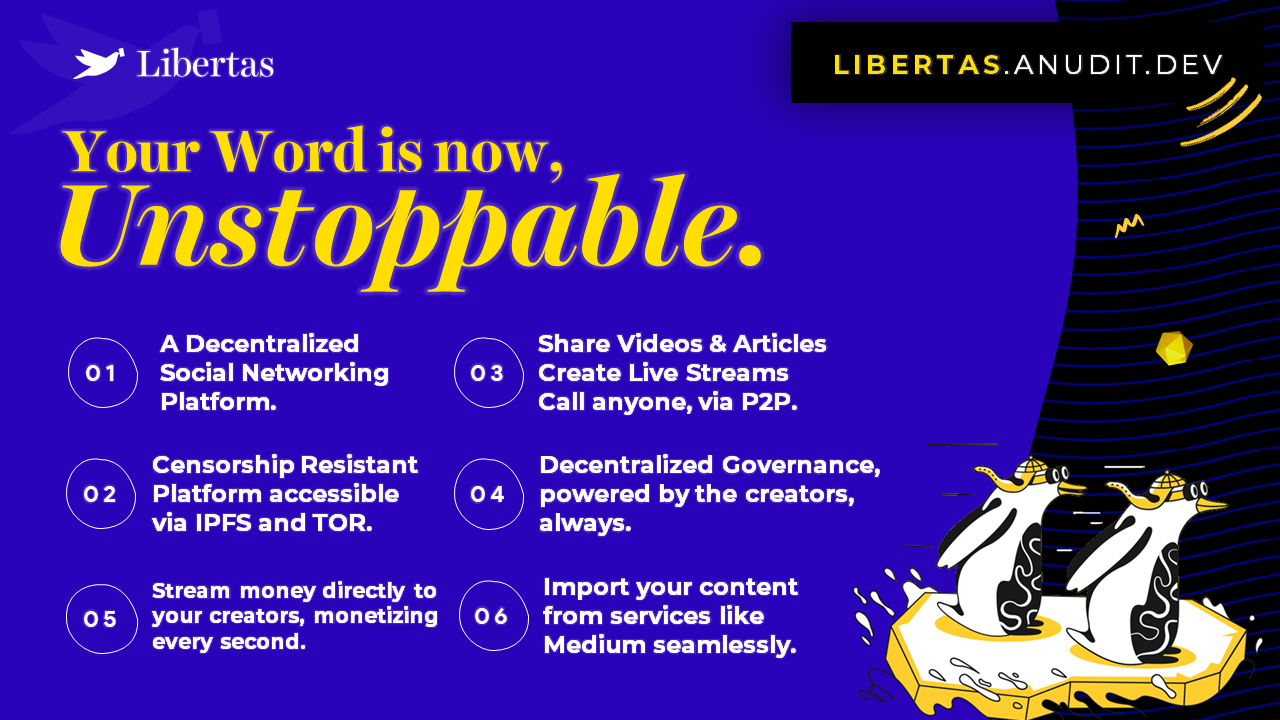 Libertas
LIBERTAS.ANUDIT.DEV
Your Word is now,
Unstoppable.
01
A Decentralized
Social Networking
Platform.
02
Censorship Resistant
Platform accessible
via IPFS and TOR.
03
Share Videos & Articles
Create Live Streams
Call anyone, via P2P.
04
Decentralized Governance,
powered by the creators,
always.
05
Stream money directly to
your creators, monetizing
every second.
06
Import your content
from services like
Medium seamlessly.